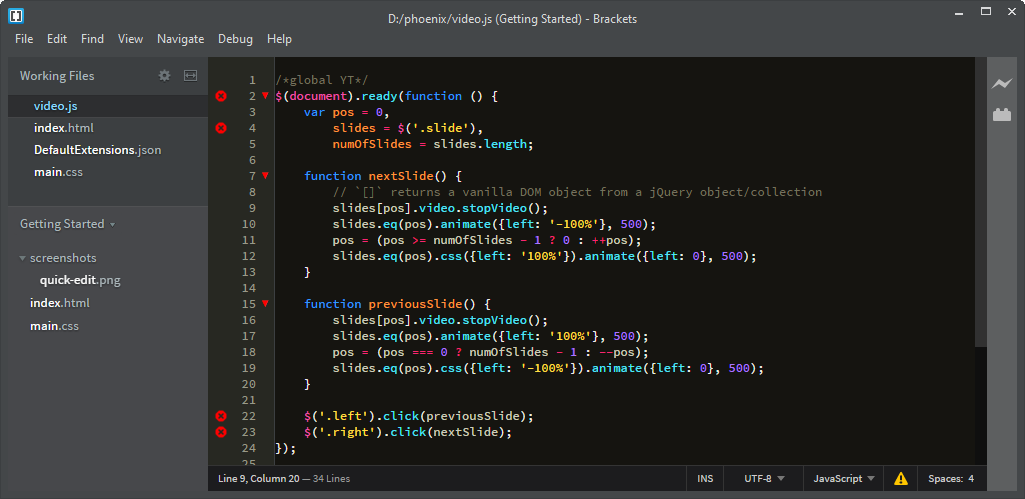 D:/phoenix/video.js (Getting Started) - Brackets
File Edit Find View Navigate Debug Help
Working Files
video.js
index.html
DefaultExtensions.json
main.css
Getting Started
screenshots
quick-edit.png
index.html
main.css
1 /*global YT*/
2 $(document).ready(function () {
3     var pos = 0,
4         slides = $('.slide'),
5         numOfSlides = slides.length;
6
7     function nextSlide() {
8         // `[]` returns a vanilla DOM object from a jQuery object/collection
9         slides[pos].video.stopVideo();
10         slides.eq(pos).animate({left: '-100%'}, 500);
11         pos = (pos >= numOfSlides - 1 ? 0 : ++pos);
12         slides.eq(pos).css({left: '100%'}).animate({left: 0}, 500);
13     }
14
15     function previousSlide() {
16         slides[pos].video.stopVideo();
17         slides.eq(pos).animate({left: '100%'}, 500);
18         pos = (pos === 0 ? numOfSlides - 1 : --pos);
19         slides.eq(pos).css({left: '-100%'}).animate({left: 0}, 500);
20     }
21
22     $('.left').click(previousSlide);
23     $('.right').click(nextSlide);
24 });
25
Line 9, Column 20 — 34 Lines INS UTF-8 JavaScript Spaces: 4